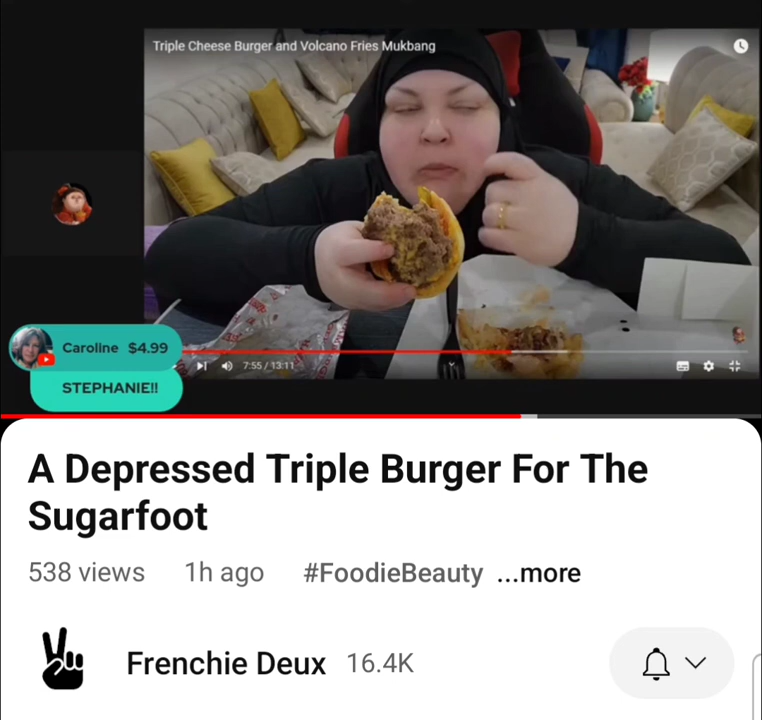 Triple Cheese Burger and Volcano Fries Mukbang
Caroline $4.99
STEPHANIE!!
7:55 / 13:11
A Depressed Triple Burger For The
Sugarfoot
538 views 1h ago #FoodieBeauty ...more
Frenchie Deux 16.4K